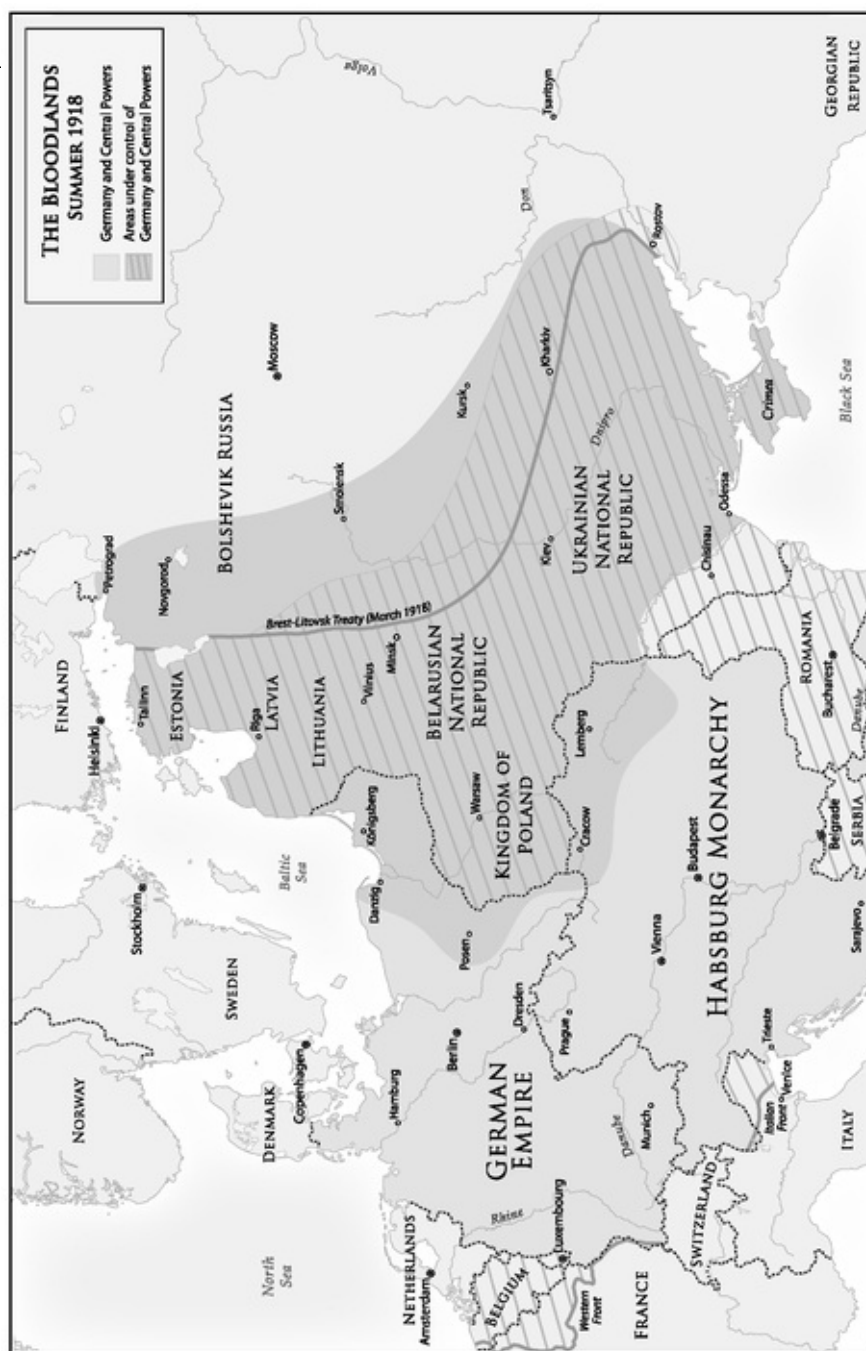 THE BLOODLANDS
SUMMER 1918
Germany and Central Powers
Areas under control of
Germany and Central Powers
NORWAY
SWEDEN
Stockholm
FINLAND
Helsinki
Petrograd
Novgorod
BOLSHEVIK RUSSIA
Moscow
Volga
Tallinn
ESTONIA
Riga
LATVIA
Baltic
Sea
North
Sea
DENMARK
Copenhagen
LITHUANIA
Vilnius
Minsk
Brest-Litovsk Treaty (March 1918)
Smolensk
Königsberg
Danzig
Hamburg
NETHERLANDS
Amsterdam
BELGIUM
Luxembourg
Western
Front
FRANCE
Rhine
GERMAN
EMPIRE
Berlin
Posen
Dresden
Prague
Warsaw
KINGDOM OF
POLAND
BELARUSIAN
NATIONAL
REPUBLIC
Kursk
Kharkiv
Don
Tsaritsyn
Kiev
Dnipro
UKRAINIAN
NATIONAL
REPUBLIC
Rostov
Cracow
Lemberg
Danube
Munich
Vienna
Budapest
HABSBURG MONARCHY
SWITZERLAND
Italian
Front
Venice
Trieste
ITALY
Sarajevo
Belgrade
SERBIA
Danube
Bucharest
ROMANIA
Chisinau
Odessa
Crimea
Black Sea
GEORGIAN
REPUBLIC